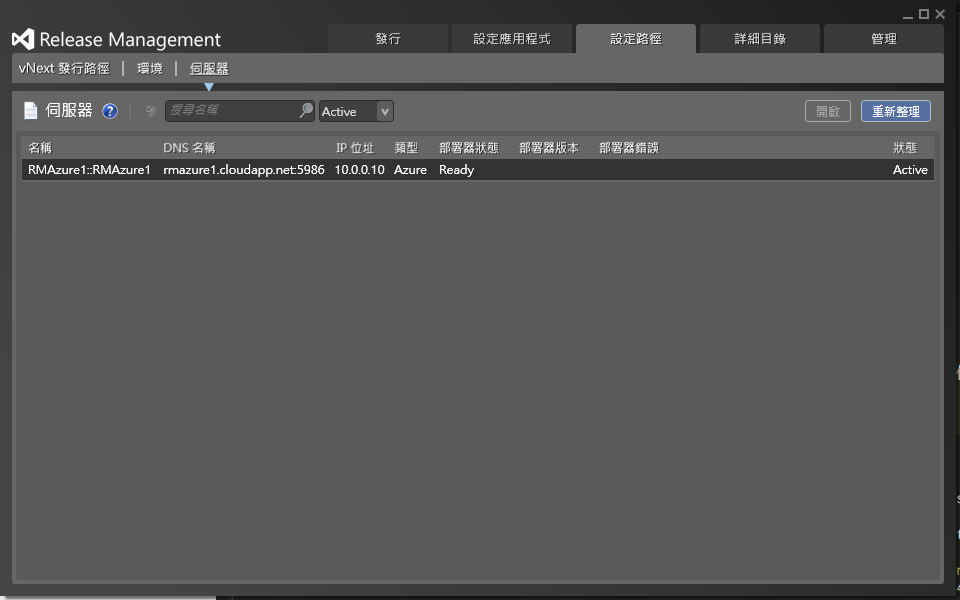 Release Management
發行 設定應用程式 設定路徑 詳細目錄 管理
vNext 發行路徑 | 環境 | 伺服器
伺服器 ? 搜尋名稱 Active 開啟 重新整理
名稱 DNS 名稱 IP 位址 類型 部署器狀態 部署器版本 部署器錯誤 狀態
RMAzure1::RMAzure1 rmazure1.cloudapp.net:5986 10.0.0.10 Azure Ready Active